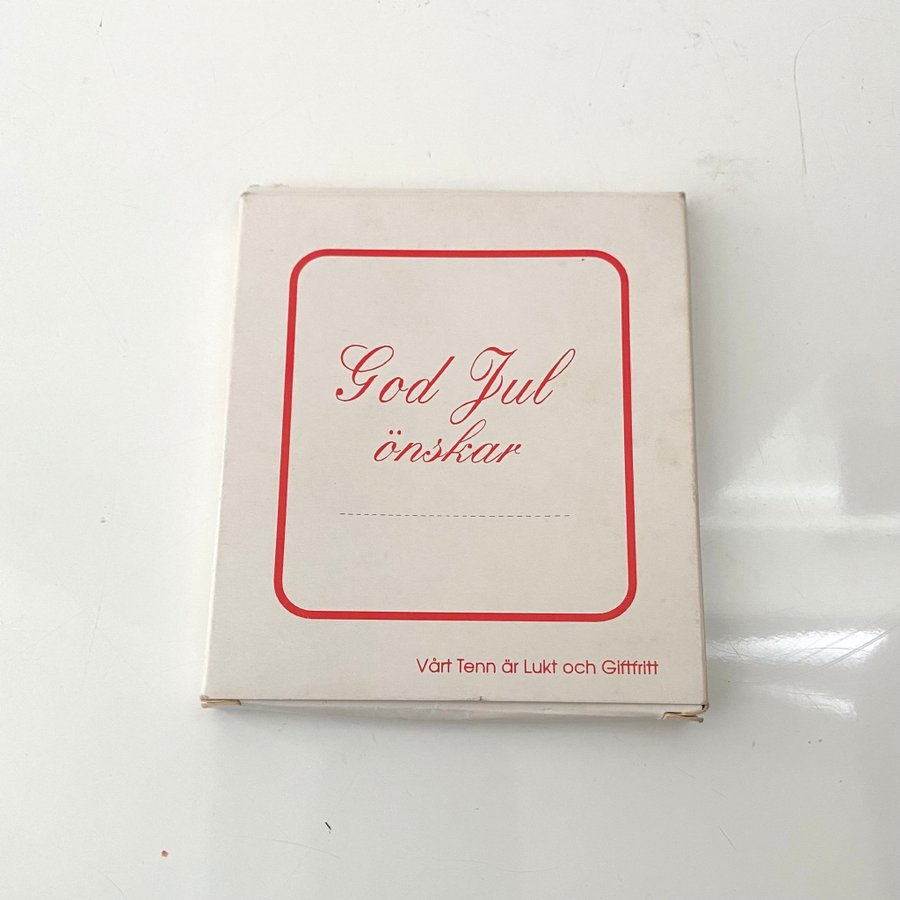 God Jul
önskar
Vårt Tenn är Lukt och Giftfritt